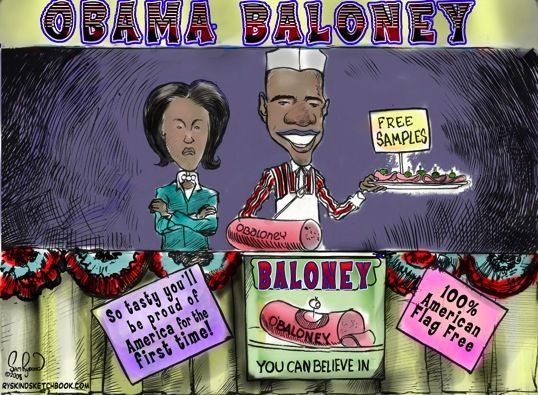 OBAMA BALONEY
FREE
SAMPLES
OBaloney
So tasty you'll
be proud of
America for the
first time!
BALONEY
OBALONEY
YOU CAN BELIEVE IN
100%
American
Flag Free
©2008
RYSKINDSKETCHBOOK.COM